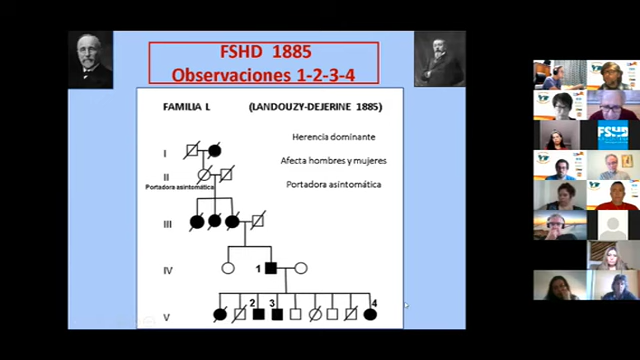 FSHD 1885
Observaciones 1-2-3-4
FAMILIA L (LANDOUZY-DEJERINE 1885)
Herencia dominante
Afecta hombres y mujeres
Portadora asintomática
I
II
Portadora asintomática
III
IV 1
2 3 4
V
FSHD